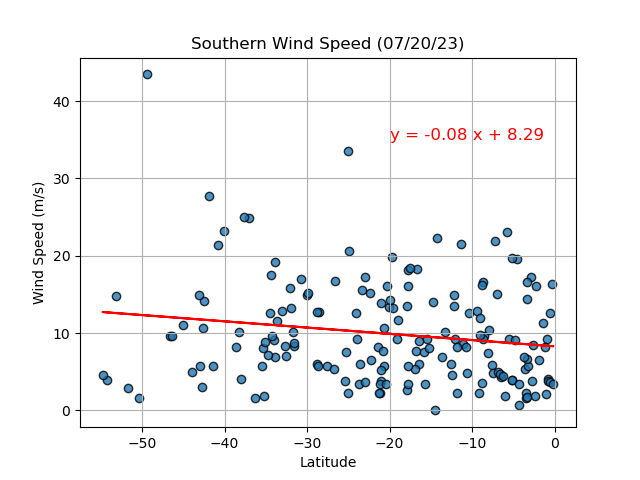 Southern Wind Speed (07/20/23)
y = -0.08 x + 8.29
Wind Speed (m/s)
40
30
20
10
0
−50 −40 −30 −20 −10 0
Latitude